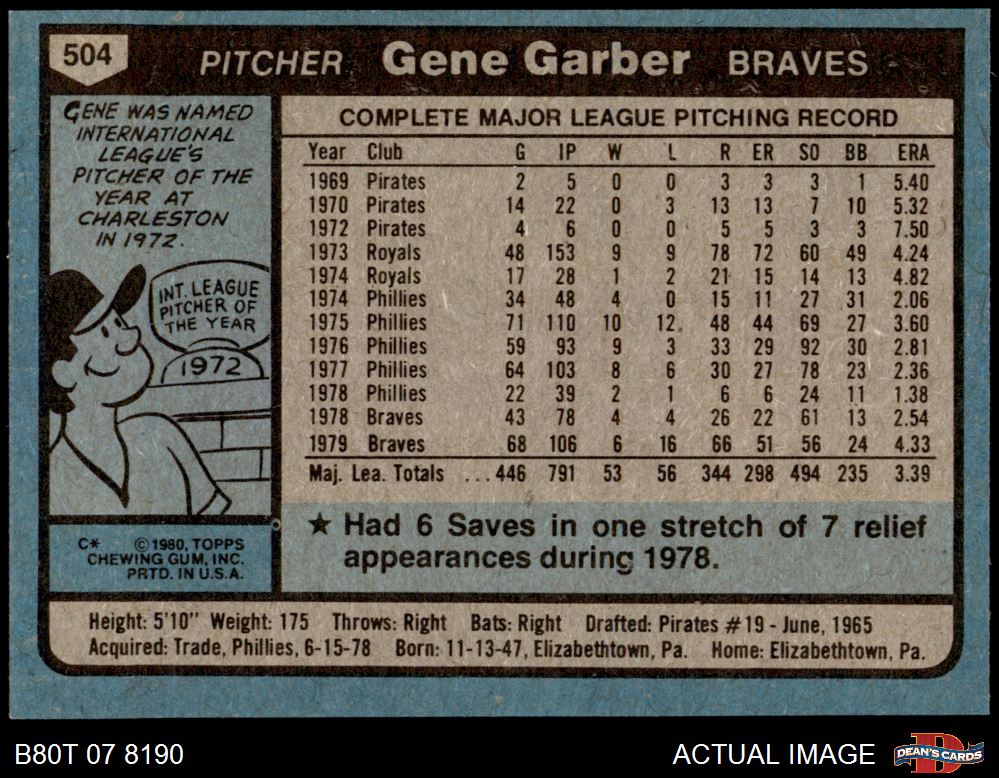 504 PITCHER Gene Garber BRAVES
GENE WAS NAMED
INTERNATIONAL
LEAGUE'S
PITCHER OF THE
YEAR AT
CHARLESTON
IN 1972.
INT. LEAGUE
PITCHER OF
THE YEAR
1972
C* ©1980, TOPPS
CHEWING GUM, INC.
PRTD. IN U.S.A.
COMPLETE MAJOR LEAGUE PITCHING RECORD
Year Club G IP W L R ER SO BB ERA
1969 Pirates 2 5 0 0 3 3 3 1 5.40
1970 Pirates 14 22 0 3 13 13 7 10 5.32
1972 Pirates 4 6 0 0 5 5 3 3 7.50
1973 Royals 48 153 9 9 78 72 60 49 4.24
1974 Royals 17 28 1 2 21 15 14 13 4.82
1974 Phillies 34 48 4 0 15 11 27 31 2.06
1975 Phillies 71 110 10 12 48 44 69 27 3.60
1976 Phillies 59 93 9 3 33 29 92 30 2.81
1977 Phillies 64 103 8 6 30 27 78 23 2.36
1978 Phillies 22 39 2 1 6 6 24 11 1.38
1978 Braves 43 78 4 4 26 22 61 13 2.54
1979 Braves 68 106 6 16 66 51 56 24 4.33
Maj. Lea. Totals ...446 791 53 56 344 298 494 235 3.39
★ Had 6 Saves in one stretch of 7 relief
appearances during 1978.
Height: 5'10" Weight: 175 Throws: Right Bats: Right Drafted: Pirates #19 - June, 1965
Acquired: Trade, Phillies, 6-15-78 Born: 11-13-47, Elizabethtown, Pa. Home: Elizabethtown, Pa.
B80T 07 8190 ACTUAL IMAGE DEAN'S CARDS